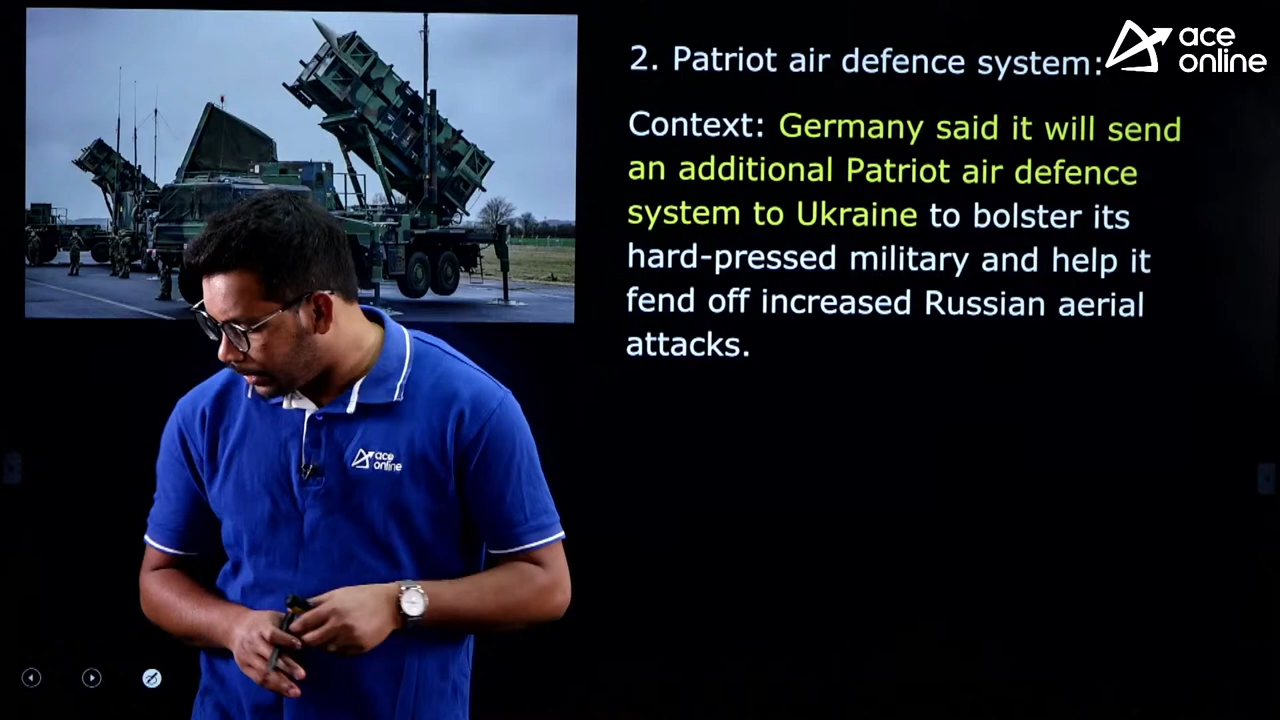 2. Patriot air defence system:
ace
online
Context: Germany said it will send
an additional Patriot air defence
system to Ukraine to bolster its
hard-pressed military and help it
fend off increased Russian aerial
attacks.
ace
online